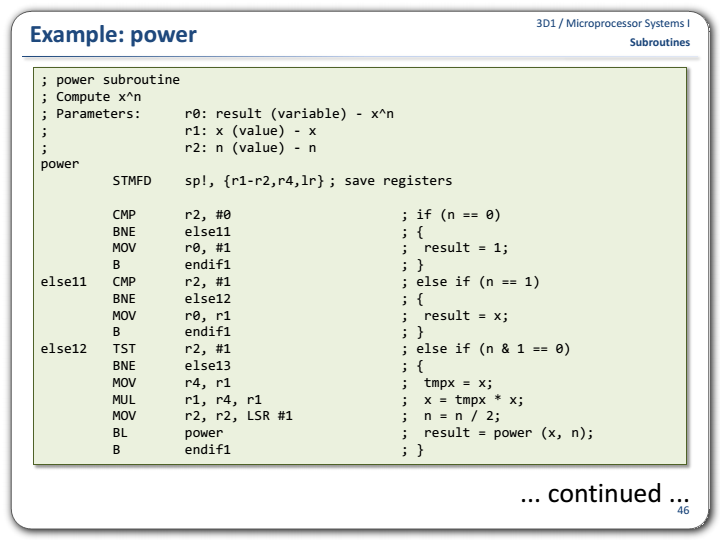 3D1 / Microprocessor Systems I
Example: power
Subroutines
; power subroutine
; Compute x^n
; Parameters: r0: result (variable) - x^n
; r1: x (value) - x
; r2: n (value) - n
power
STMFD sp!, {r1-r2,r4,lr} ; save registers
CMP r2, #0 ; if (n == 0)
BNE else11 ; {
MOV r0, #1 ; result = 1;
B endif1 ; }
else11 CMP r2, #1 ; else if (n == 1)
BNE else12 ; {
MOV r0, r1 ; result = x;
B endif1 ; }
else12 TST r2, #1 ; else if (n & 1 == 0)
BNE else13 ; {
MOV r4, r1 ; tmpx = x;
MUL r1, r4, r1 ; x = tmpx * x;
MOV r2, r2, LSR #1 ; n = n / 2;
BL power ; result = power (x, n);
B endif1 ; }
... continued ...
46